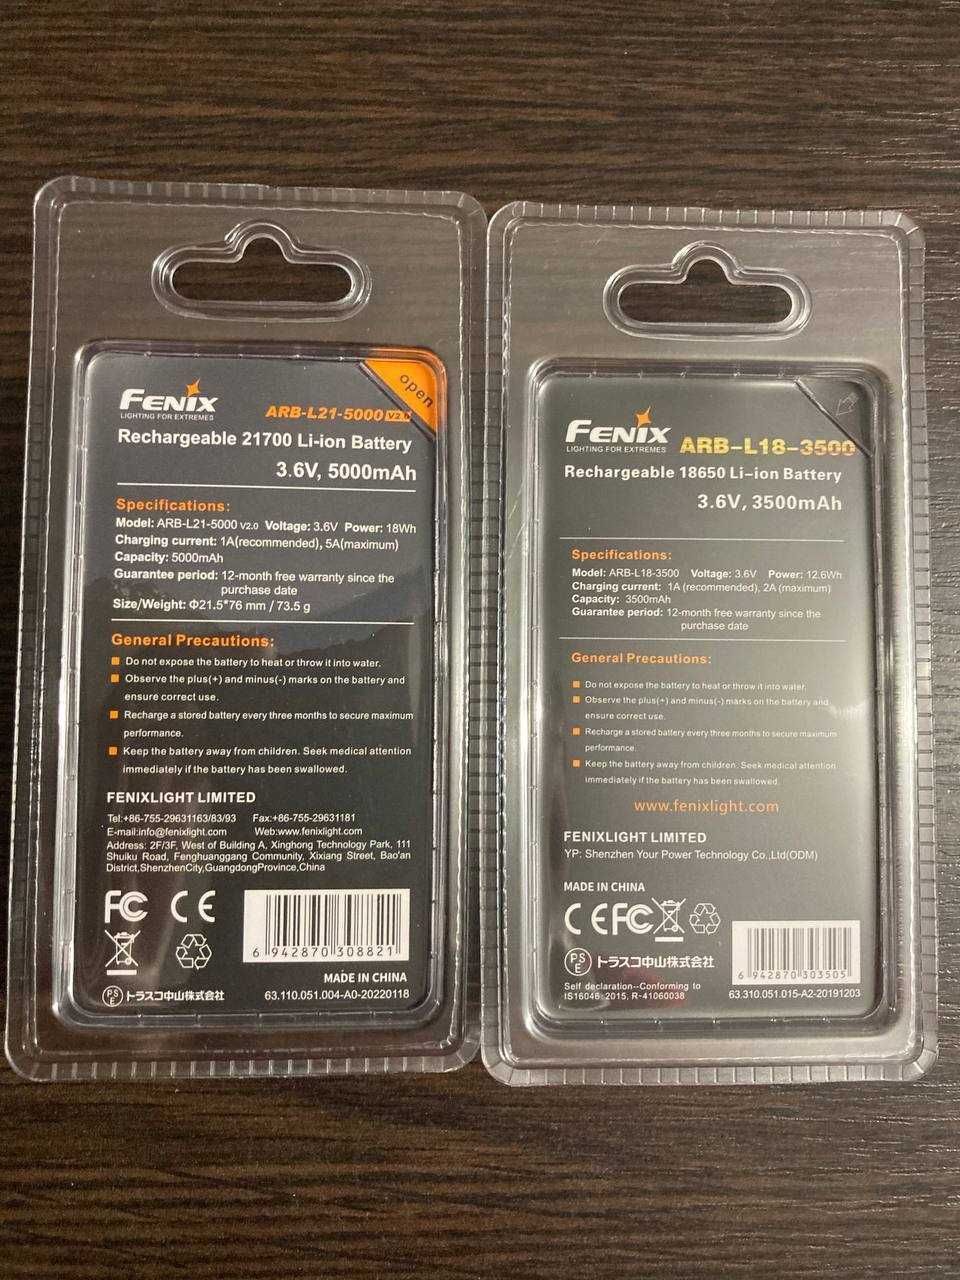 open
FENIX
LIGHTING FOR EXTREMES
ARB-L21-5000 V2.0
Rechargeable 21700 Li-ion Battery
3.6V, 5000mAh
Specifications:
Model: ARB-L21-5000 V2.0 Voltage: 3.6V Power: 18Wh
Charging current: 1A(recommended), 5A(maximum)
Capacity: 5000mAh
Guarantee period: 12-month free warranty since the
purchase date
Size/Weight: Φ21.5*76 mm / 73.5 g
General Precautions:
Do not expose the battery to heat or throw it into water.
Observe the plus(+) and minus(-) marks on the battery and
ensure correct use.
Recharge a stored battery every three months to secure maximum
performance.
Keep the battery away from children. Seek medical attention
immediately if the battery has been swallowed.
FENIXLIGHT LIMITED
Tel:+86-755-29631163/83/93 Fax:+86-755-29631181
E-mail:info@fenixlight.com Web:www.fenixlight.com
Address: 2F/3F, West of Building A, Xinghong Technology Park, 111
Shuiku Road, Fenghuanggang Community, Xixiang Street, Bao'an
District,ShenzhenCity,GuangdongProvince,China
FC CE
6 942870 308821
MADE IN CHINA
PSE トラスコ中山株式会社
63.110.051.004-A0-20220118
FENIX
LIGHTING FOR EXTREMES
ARB-L18-3500
Rechargeable 18650 Li-ion Battery
3.6V, 3500mAh
Specifications:
Model: ARB-L18-3500 Voltage: 3.6V Power: 12.6Wh
Charging current: 1A (recommended), 2A (maximum)
Capacity: 3500mAh
Guarantee period: 12-month free warranty since the
purchase date
General Precautions:
Do not expose the battery to heat or throw it into water.
Observe the plus(+) and minus(-) marks on the battery and
ensure correct use.
Recharge a stored battery every three months to secure maximum
performance.
Keep the battery away from children. Seek medical attention
immediately if the battery has been swallowed.
www.fenixlight.com
FENIXLIGHT LIMITED
YP: Shenzhen Your Power Technology Co.,Ltd(ODM)
MADE IN CHINA
CE FC
6 942870 303505
PSE トラスコ中山株式会社
Self declaration--Conforming to
IS16046:2015, R-41060038
63.310.051.015-A2-20191203